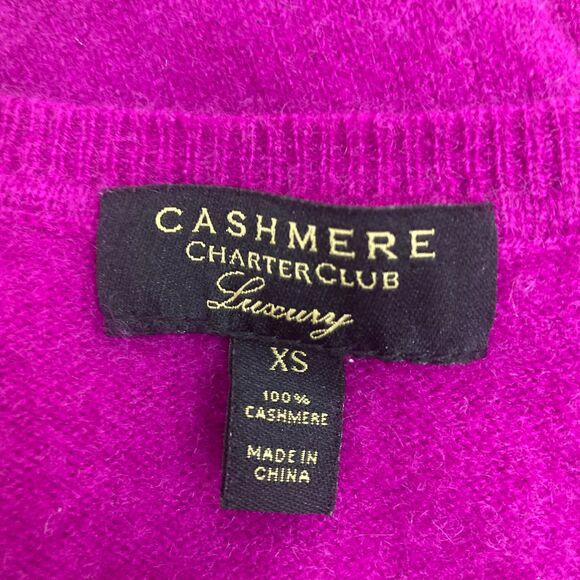 CASHMERE
CHARTER CLUB
Luxury
XS
100%
CASHMERE
MADE IN
CHINA